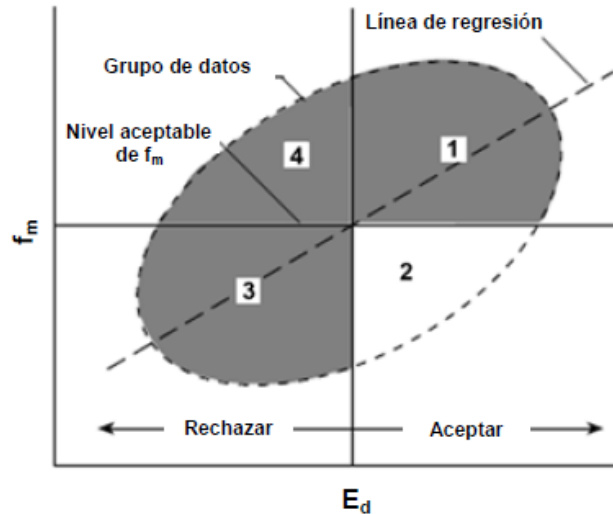 Línea de regresión
Grupo de datos
Nivel aceptable
de fm
4
1
fm
3
2
Rechazar
Aceptar
Ed